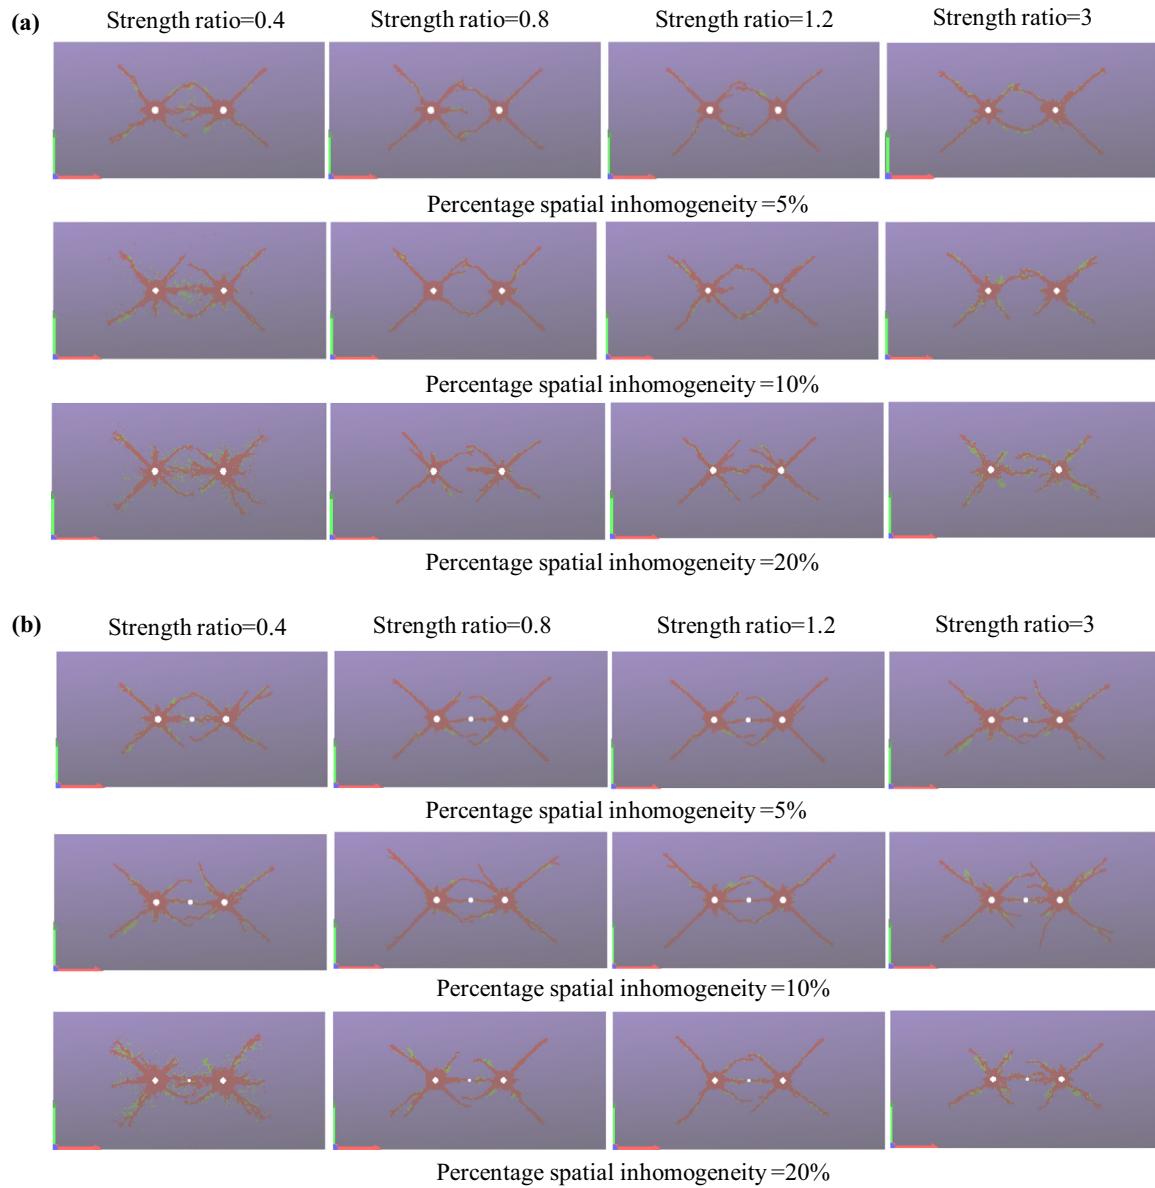 (a)
Strength ratio=0.4 Strength ratio=0.8 Strength ratio=1.2 Strength ratio=3
Percentage spatial inhomogeneity =5%
Percentage spatial inhomogeneity =10%
Percentage spatial inhomogeneity =20%
(b)
Strength ratio=0.4 Strength ratio=0.8 Strength ratio=1.2 Strength ratio=3
Percentage spatial inhomogeneity =5%
Percentage spatial inhomogeneity =10%
Percentage spatial inhomogeneity =20%